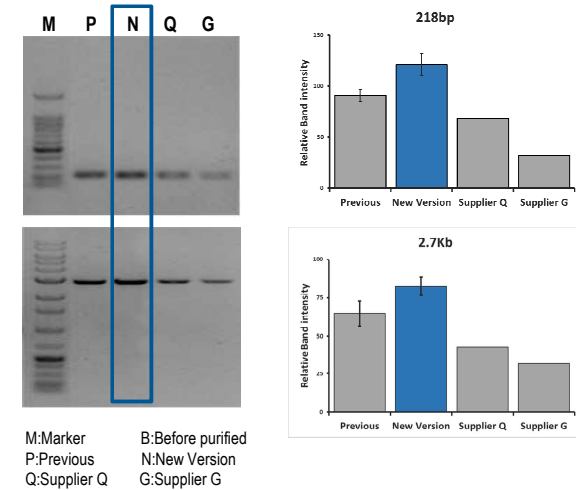 M P N Q G
218bp
Relative Band intensity
150
100
50
0
Previous New Version Supplier Q Supplier G
2.7Kb
Relative Band intensity
100
75
50
25
0
Previous New Version Supplier Q Supplier G
M:Marker B:Before purified
P:Previous N:New Version
Q:Supplier Q G:Supplier G